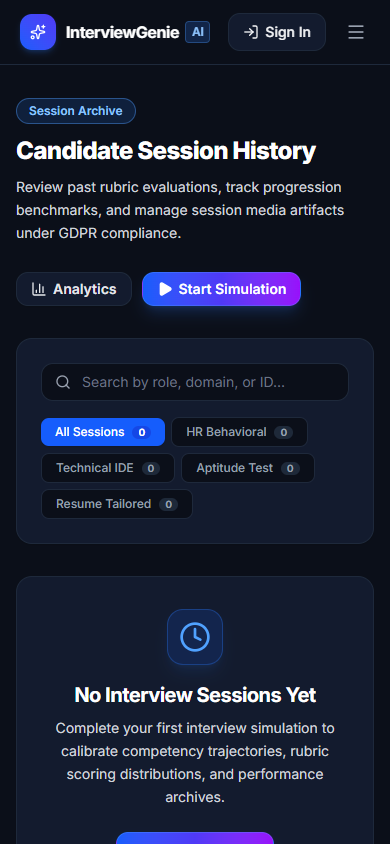 InterviewGenie AI Sign In
Session Archive
Candidate Session History
Review past rubric evaluations, track progression
benchmarks, and manage session media artifacts
under GDPR compliance.
Analytics Start Simulation
Search by role, domain, or ID...
All Sessions 0 HR Behavioral 0
Technical IDE 0 Aptitude Test 0
Resume Tailored 0
No Interview Sessions Yet
Complete your first interview simulation to
calibrate competency trajectories, rubric
scoring distributions, and performance
archives.